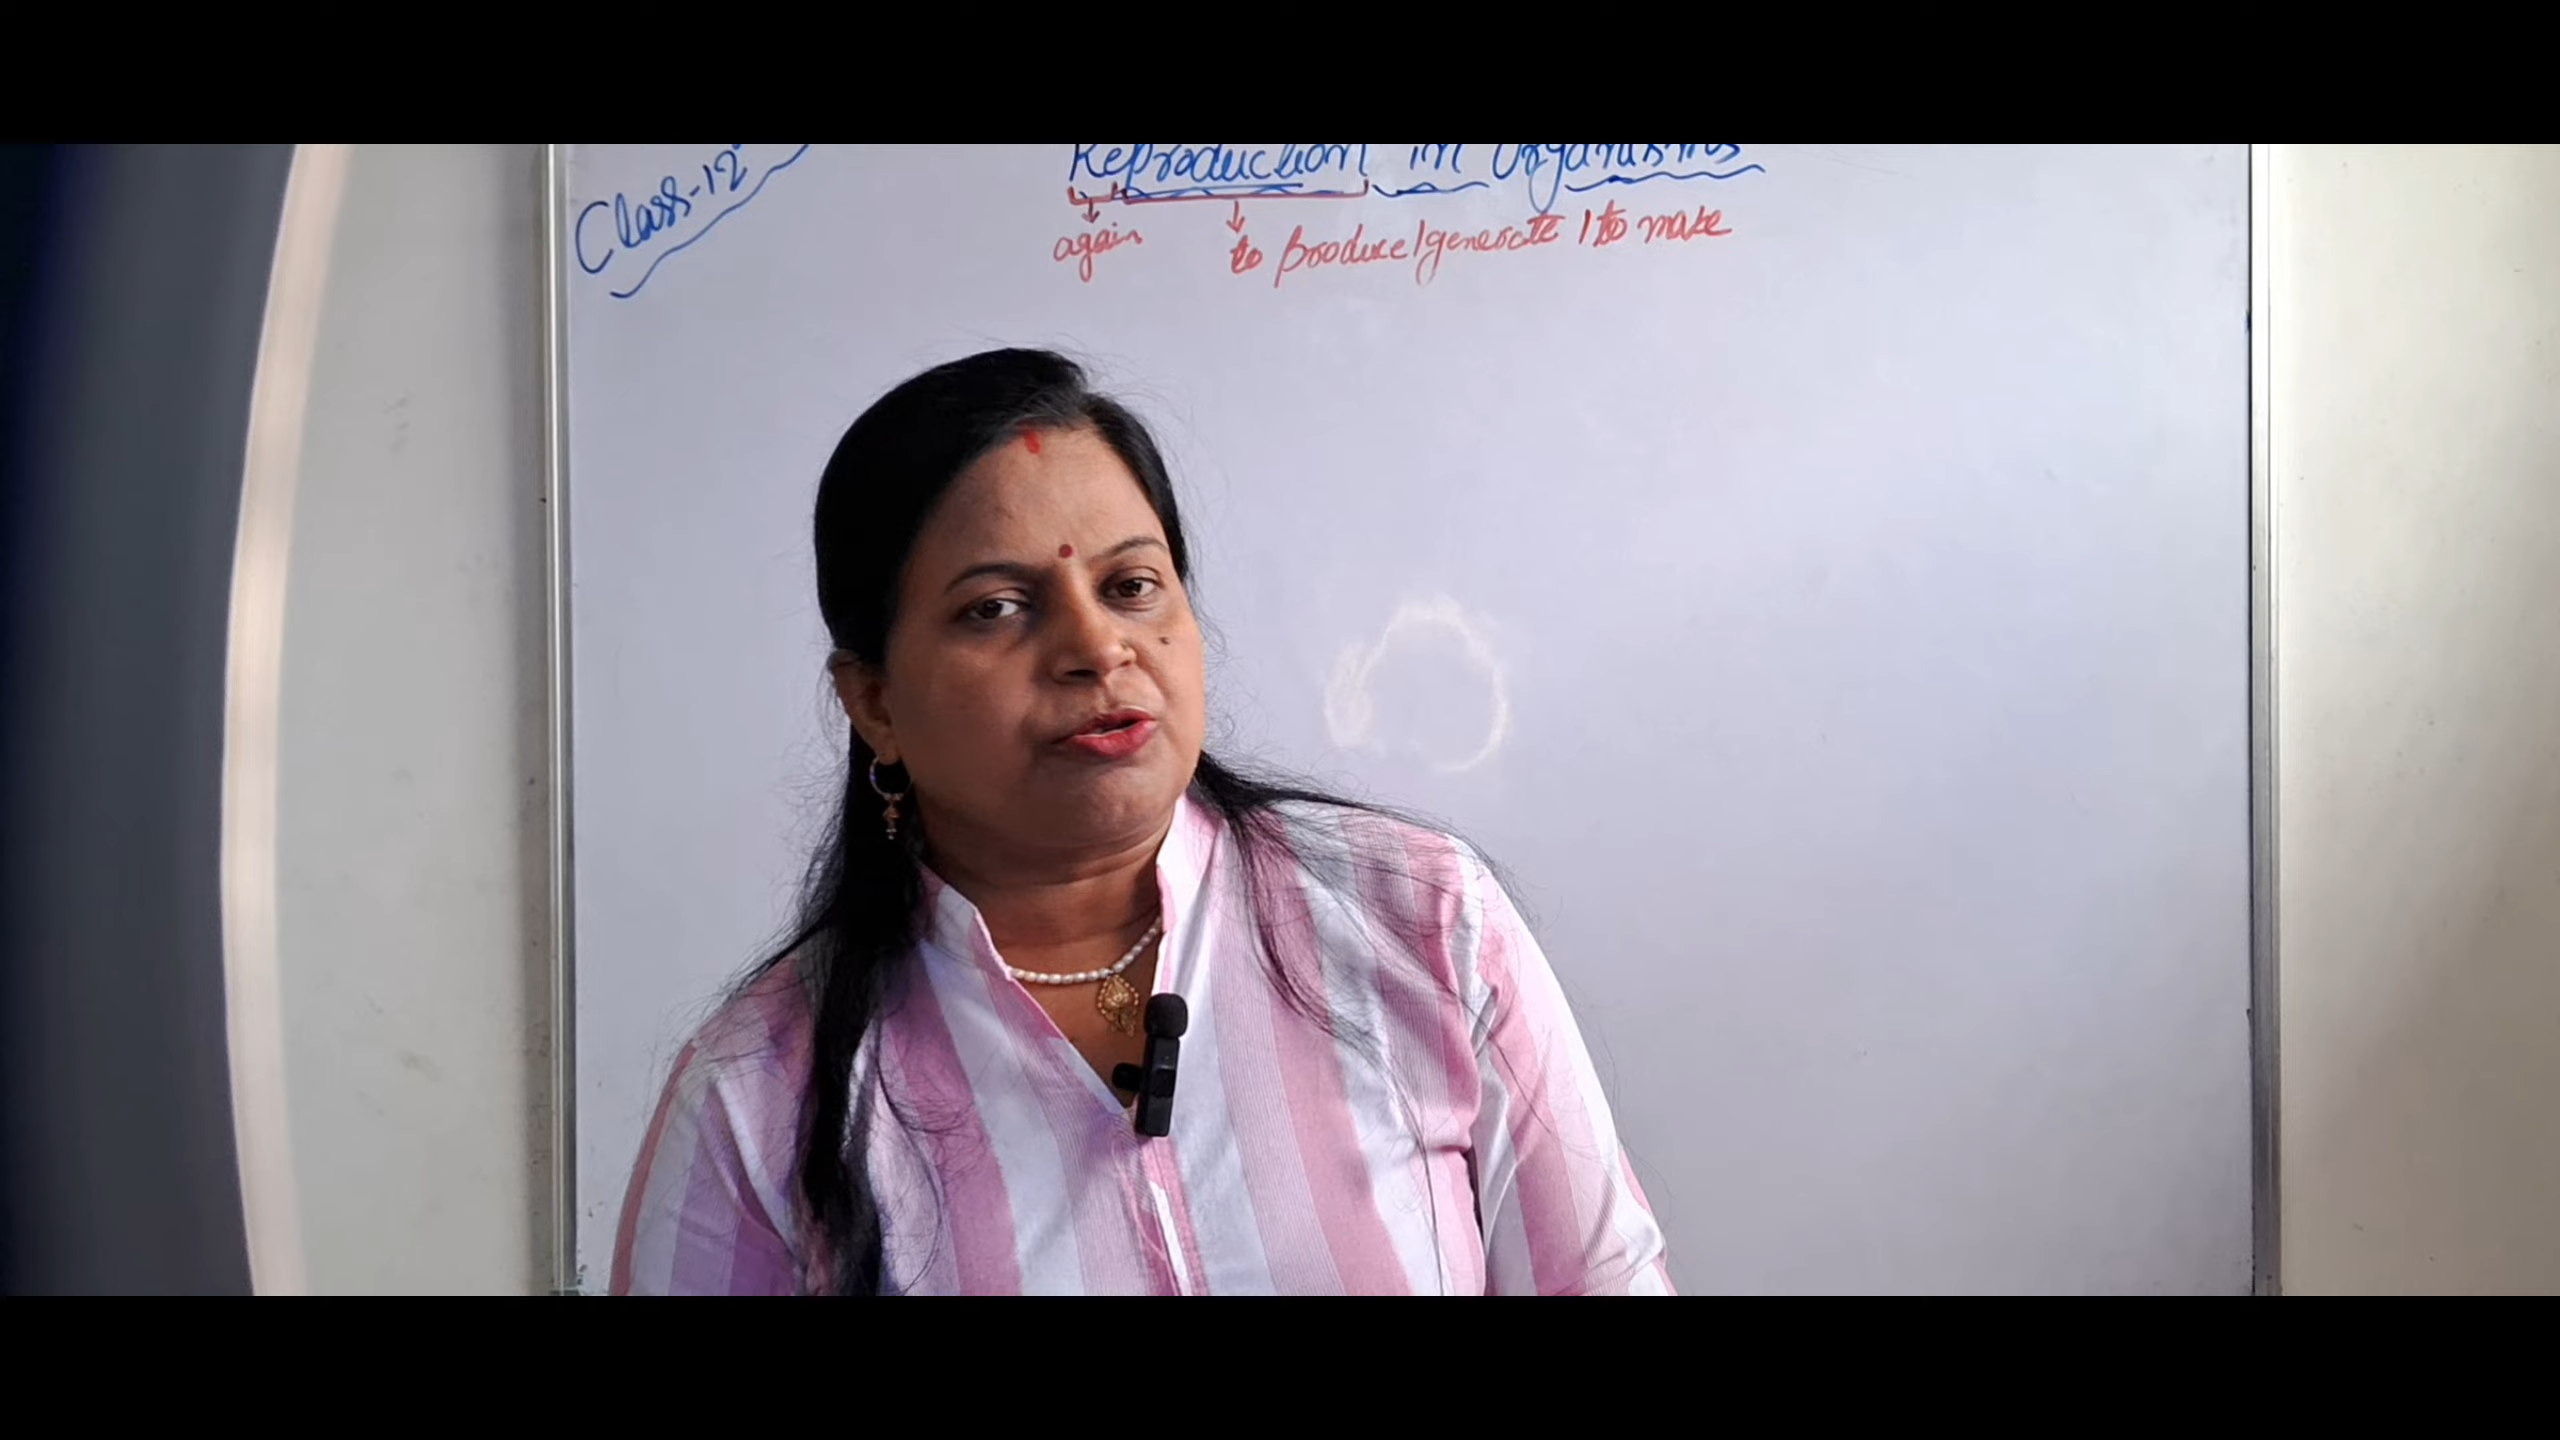 Class-12
Reproduction in Organisms
again to produce/generate/to make